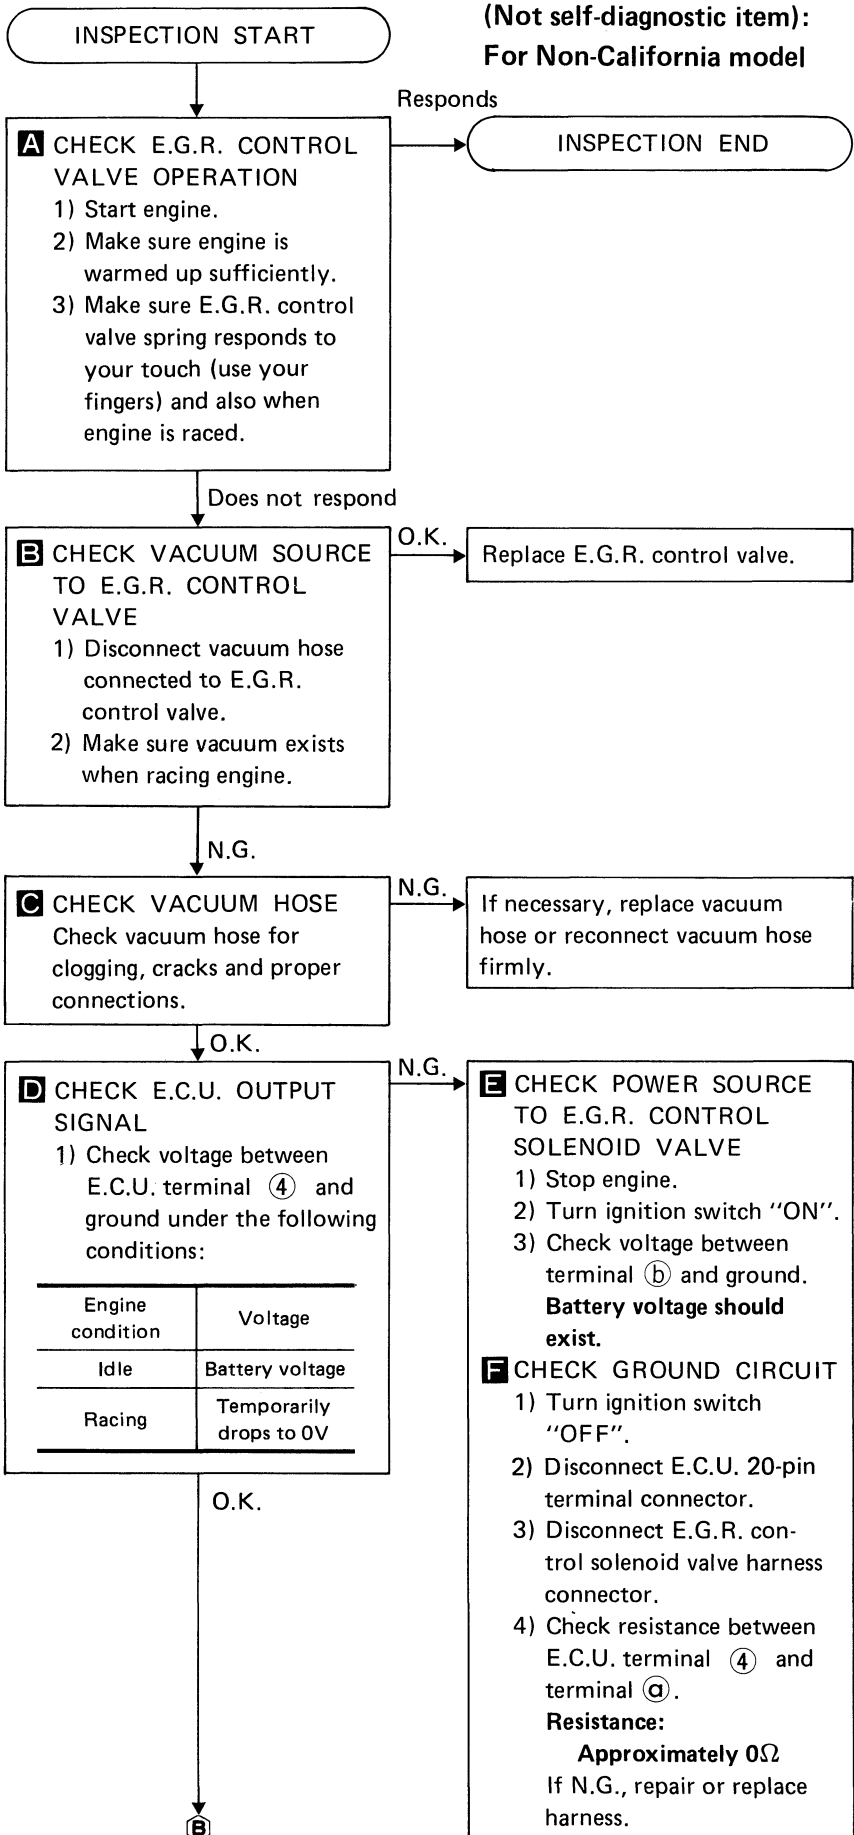 (Not self-diagnostic item):
For Non-California model
INSPECTION START
Responds
INSPECTION END
A CHECK E.G.R. CONTROL
VALVE OPERATION
1) Start engine.
2) Make sure engine is
warmed up sufficiently.
3) Make sure E.G.R. control
valve spring responds to
your touch (use your
fingers) and also when
engine is raced.
Does not respond
B CHECK VACUUM SOURCE
TO E.G.R. CONTROL
VALVE
1) Disconnect vacuum hose
connected to E.G.R.
control valve.
2) Make sure vacuum exists
when racing engine.
O.K.
Replace E.G.R. control valve.
N.G.
C CHECK VACUUM HOSE
Check vacuum hose for
clogging, cracks and proper
connections.
N.G.
If necessary, replace vacuum
hose or reconnect vacuum hose
firmly.
O.K.
D CHECK E.C.U. OUTPUT
SIGNAL
1) Check voltage between
E.C.U. terminal ④ and
ground under the following
conditions:
Engine
condition
Voltage
Idle
Battery voltage
Racing
Temporarily
drops to 0V
N.G.
E CHECK POWER SOURCE
TO E.G.R. CONTROL
SOLENOID VALVE
1) Stop engine.
2) Turn ignition switch "ON".
3) Check voltage between
terminal ⓑ and ground.
Battery voltage should
exist.
F CHECK GROUND CIRCUIT
1) Turn ignition switch
"OFF".
2) Disconnect E.C.U. 20-pin
terminal connector.
3) Disconnect E.G.R. con-
trol solenoid valve harness
connector.
4) Check resistance between
E.C.U. terminal ④ and
terminal ⓐ.
Resistance:
Approximately 0Ω
If N.G., repair or replace
harness.
O.K.
B